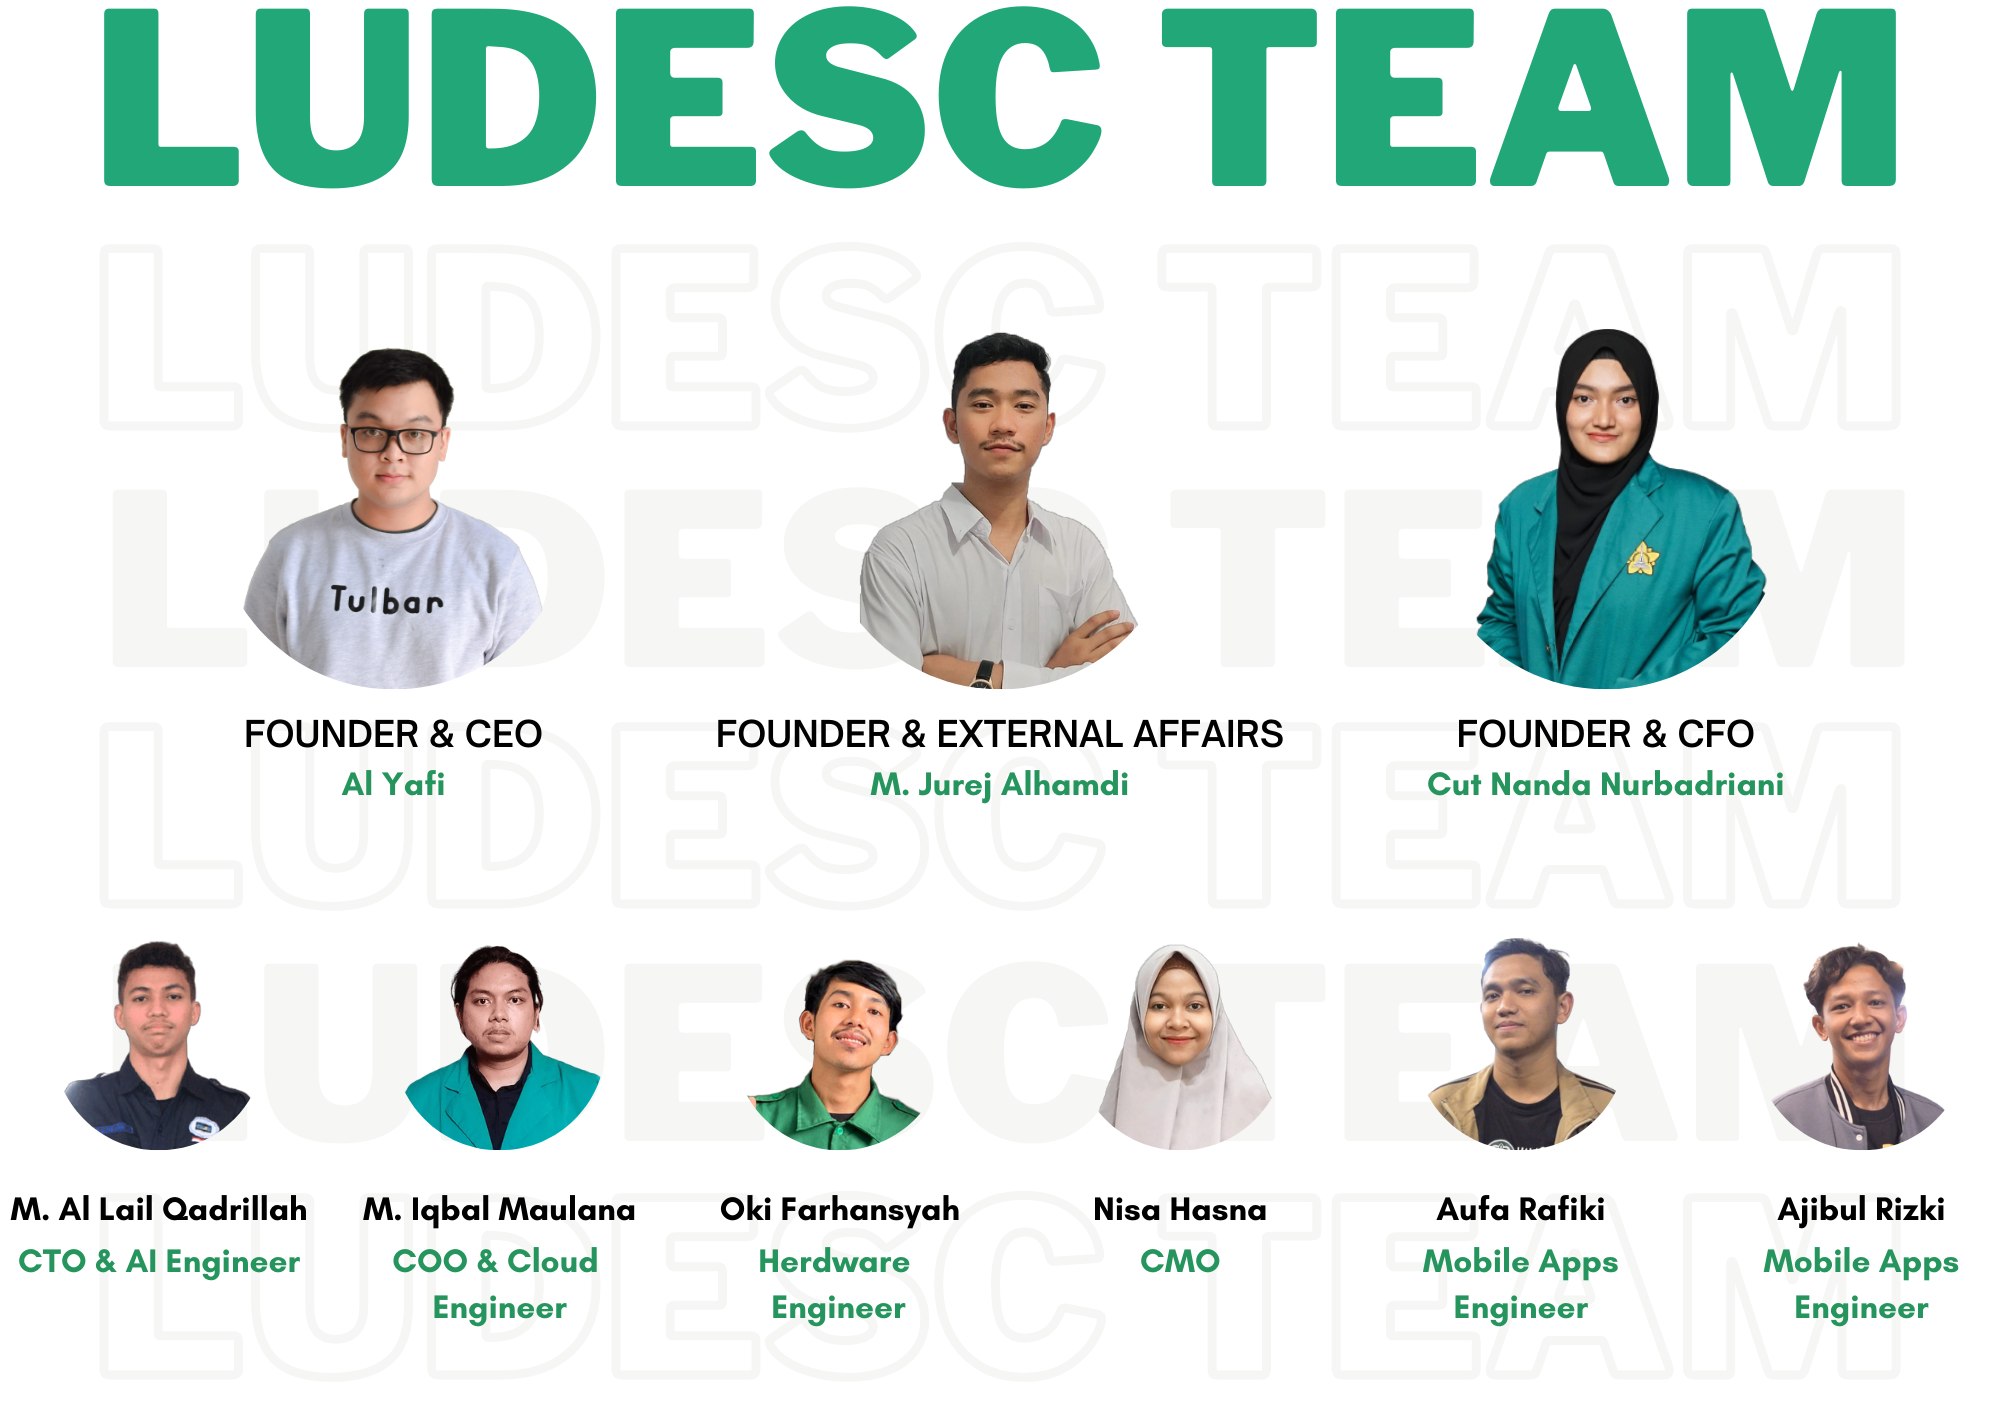 LUDESC TEAM
LUDESC TEAM
LUDESC TEAM
Tulbar
FOUNDER & CEO
Al Yafi
FOUNDER & EXTERNAL AFFAIRS
M. Jurej Alhamdi
FOUNDER & CFO
Cut Nanda Nurbadriani
LUDESC TEAM
LUDESC TEAM
M. Al Lail Qadrillah
CTO & AI Engineer
M. Iqbal Maulana
COO & Cloud
Engineer
Oki Farhansyah
Herdware
Engineer
Nisa Hasna
CMO
Aufa Rafiki
Mobile Apps
Engineer
Ajibul Rizki
Mobile Apps
Engineer
LUDESC TEAM